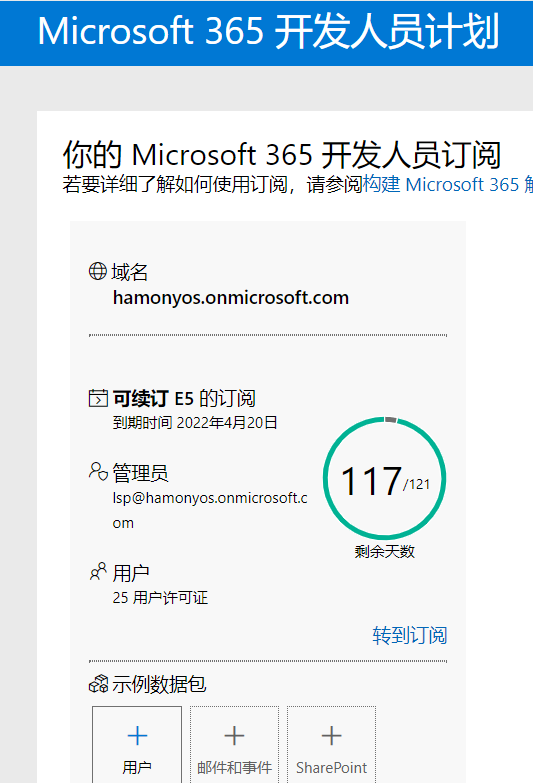 Microsoft 365 开发人员计划
你的 Microsoft 365 开发人员订阅
若要详细了解如何使用订阅，请参阅构建 Microsoft 365 解
域名
hamonyos.onmicrosoft.com
可续订 E5 的订阅
到期时间 2022年4月20日
管理员
lsp@hamonyos.onmicrosoft.c
om
117/121
剩余天数
用户
25 用户许可证
转到订阅
示例数据包
用户
邮件和事件
SharePoint